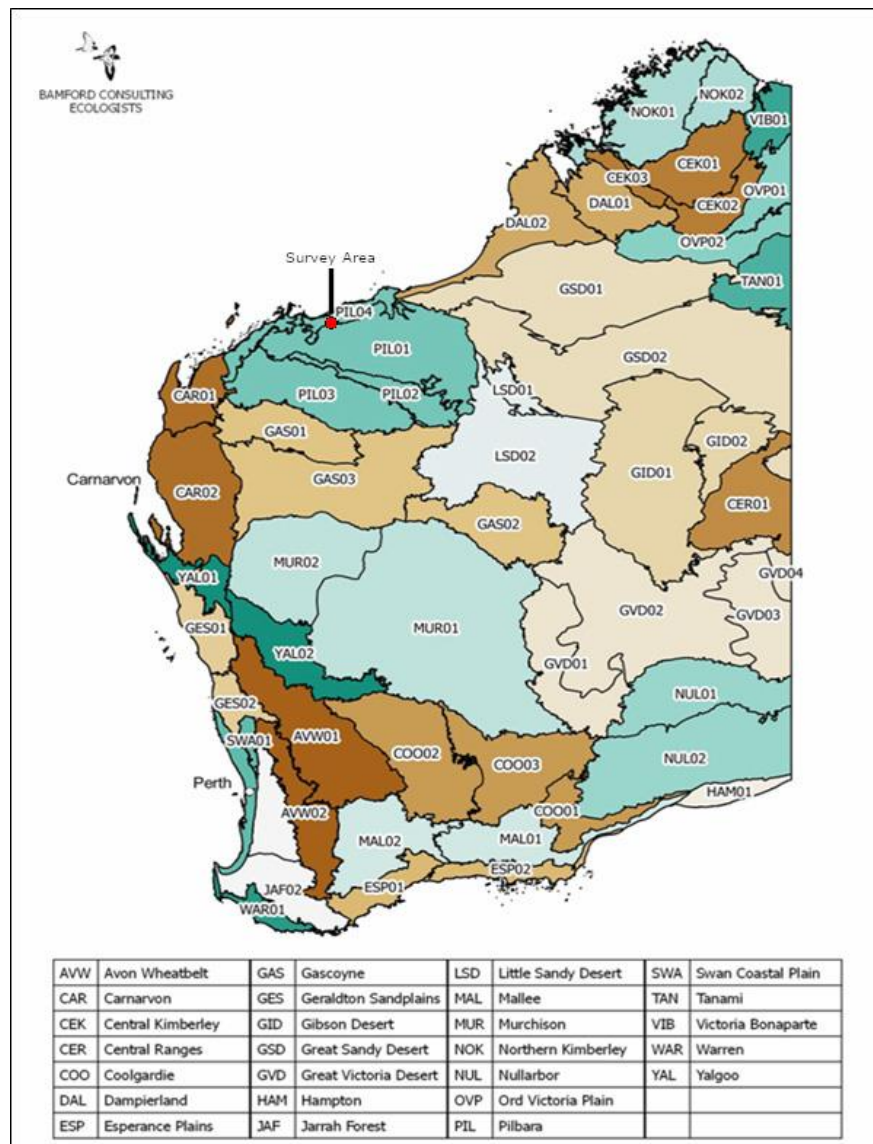 BAMFORD CONSULTING
ECOLOGISTS
NOK02
NOK01
VIB01
CEK01
CEK03
OVP01
DAL01
CEK02
DAL02
OVP02
Survey Area
TAN01
GSD01
PIL04
PIL01
GSD02
LSD01
CAR01
PIL03
PIL02
GAS01
GID02
LSD02
GID01
Carnarvon
CAR02
GAS03
CER01
GAS02
MUR02
YAL01
GVD04
GVD02
GVD03
GES01
MUR01
YAL02
GVD01
NUL01
GES02
SWA01
AVW01
COO02
NUL02
COO03
Perth
HAM01
COO01
AVW02
MAL02
MAL01
ESP02
JAF02
ESP01
WAR01
AVW Avon Wheatbelt GAS Gascoyne LSD Little Sandy Desert SWA Swan Coastal Plain
CAR Carnarvon GES Geraldton Sandplains MAL Mallee TAN Tanami
CEK Central Kimberley GID Gibson Desert MUR Murchison VIB Victoria Bonaparte
CER Central Ranges GSD Great Sandy Desert NOK Northern Kimberley WAR Warren
COO Coolgardie GVD Great Victoria Desert NUL Nullarbor YAL Yalgoo
DAL Dampierland HAM Hampton OVP Ord Victoria Plain
ESP Esperance Plains JAF Jarrah Forest PIL Pilbara